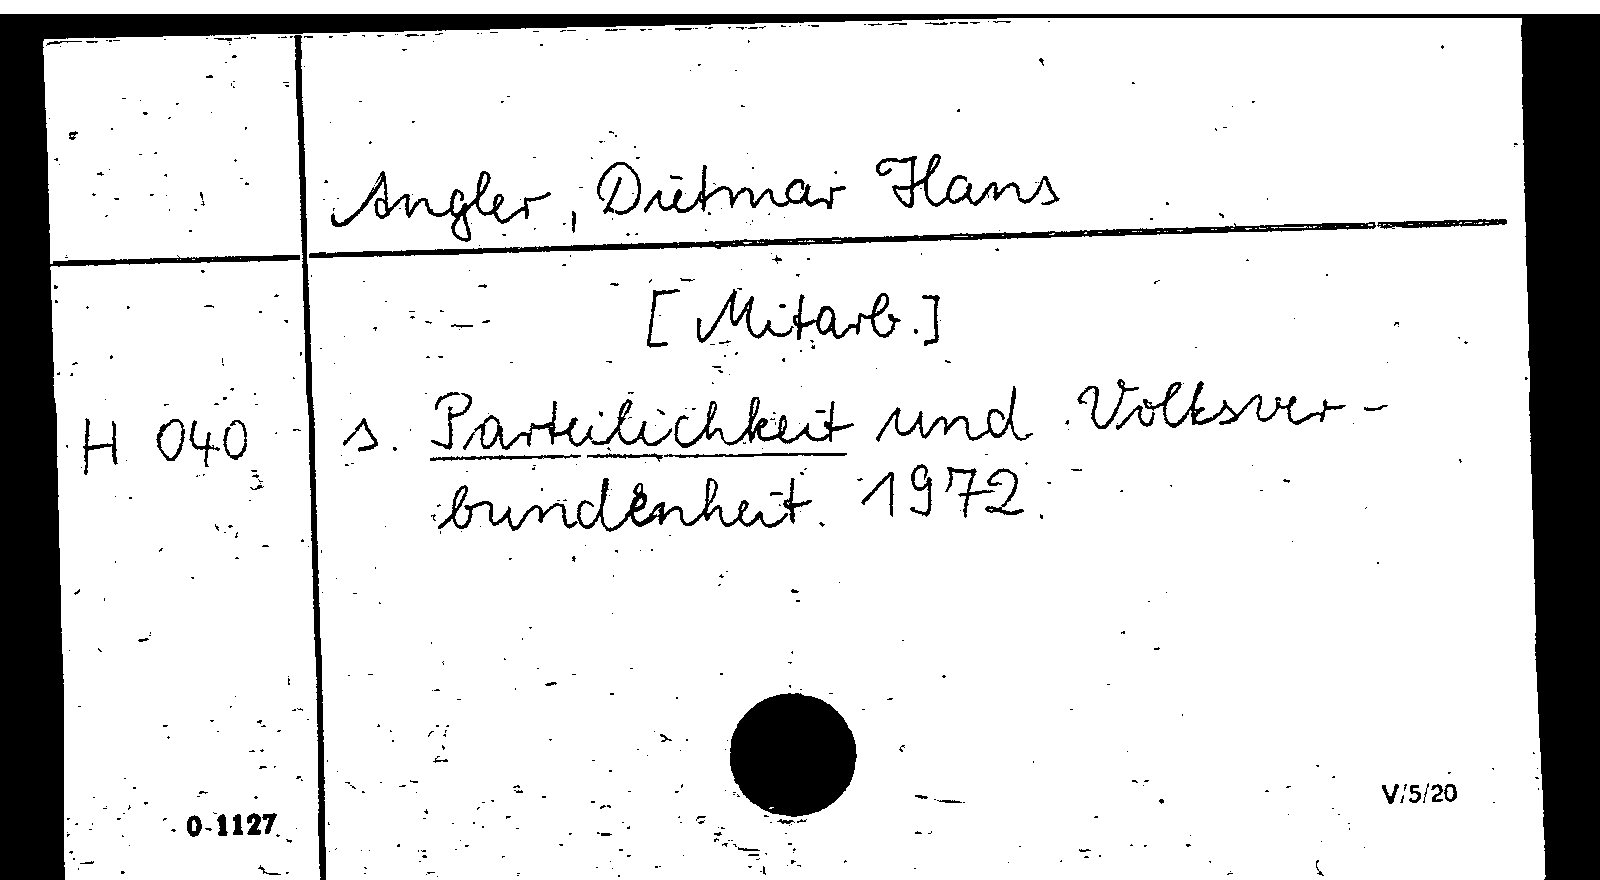 Angler, Dietmar Hans
[Mitarb.]
H 040 s. Parteilichkeit und Volksver-
bundenheit. 1972.
0-1127
V/5/20